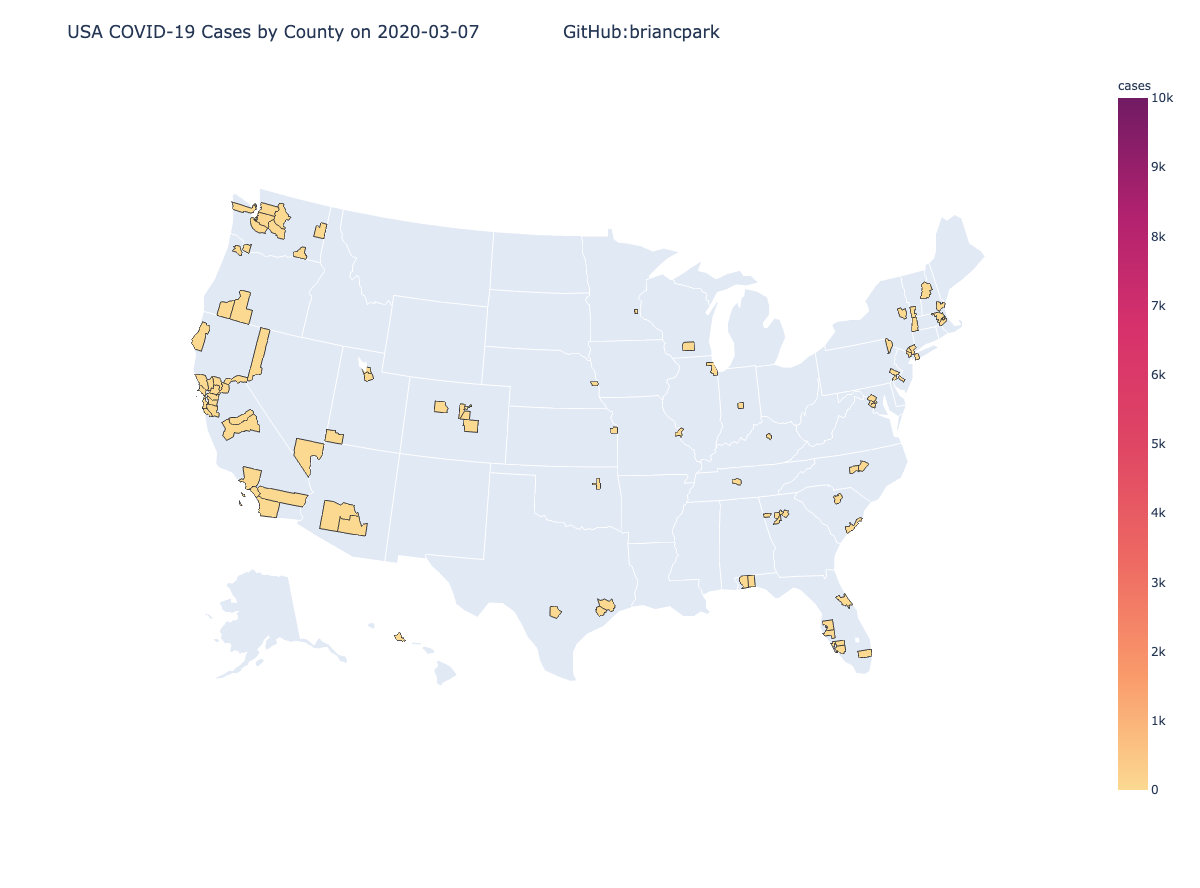 USA COVID-19 Cases by County on 2020-03-07 GitHub:briancpark
cases
10k
9k
8k
7k
6k
5k
4k
3k
2k
1k
0